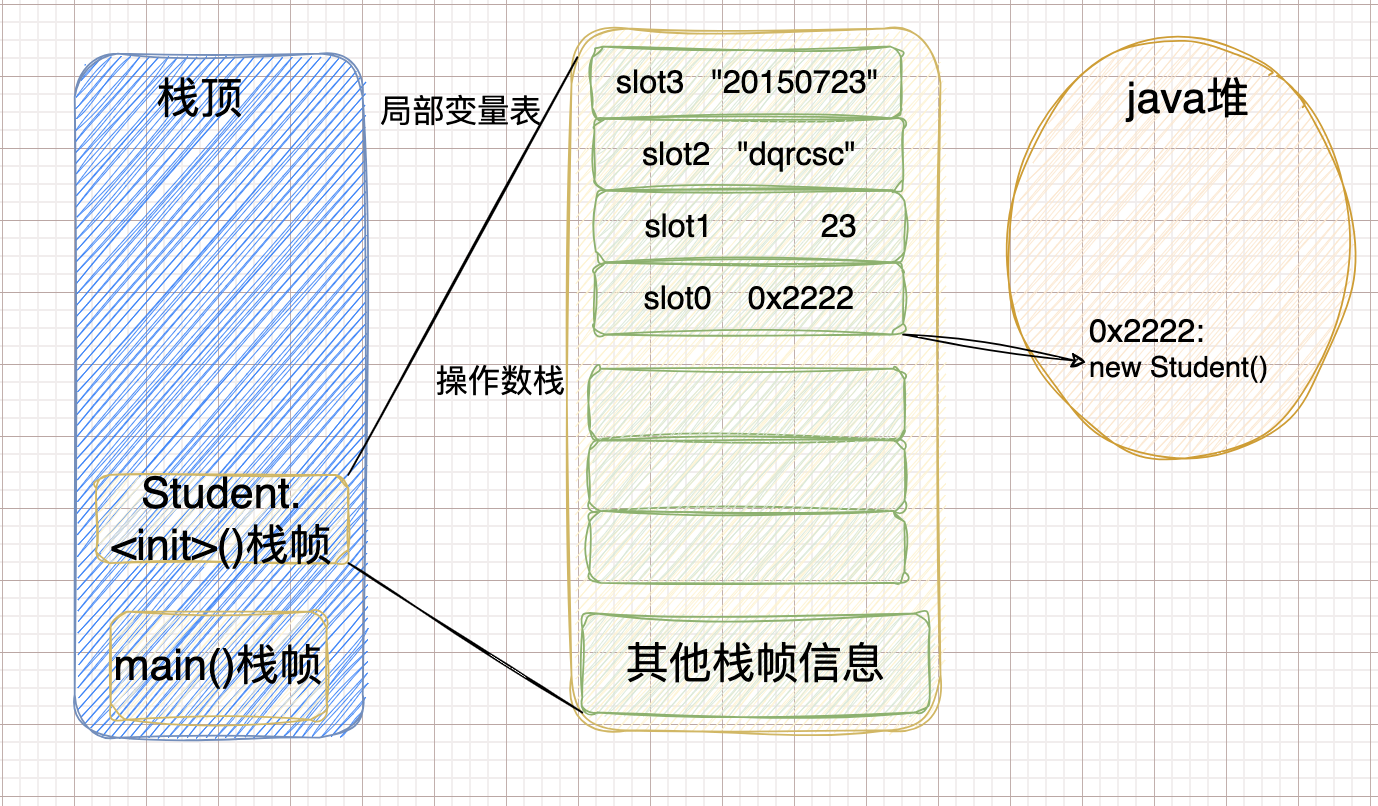 栈顶
Student.
<init>()栈帧
main()栈帧
局部变量表
操作数栈
slot3 "20150723"
slot2 "dqrcsc"
slot1 23
slot0 0x2222
其他栈帧信息
java堆
0x2222:
new Student()